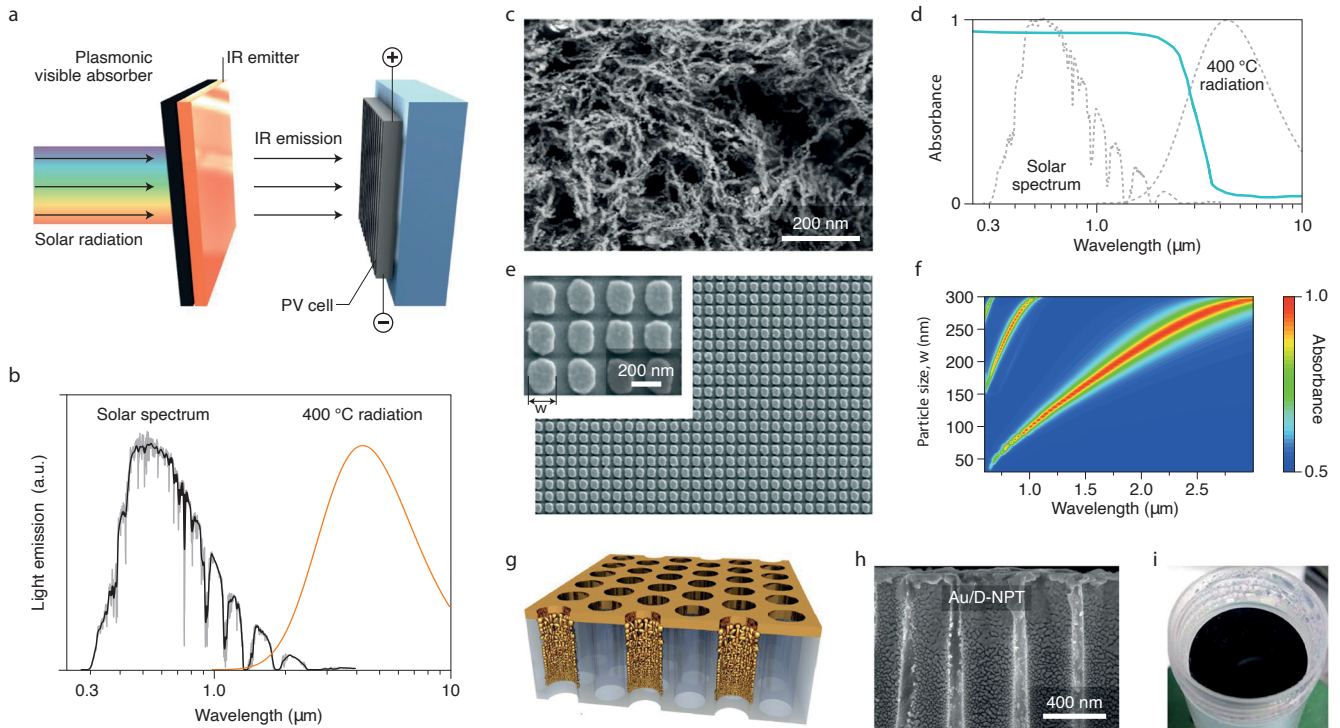 a
Plasmonic
visible absorber
IR emitter
IR emission
Solar radiation
PV cell
+
−
b
Solar spectrum
400 °C radiation
Light emission (a.u.)
0.3
1.0
10
Wavelength (μm)
c
200 nm
d
1
0
Absorbance
400 °C
radiation
Solar
spectrum
0.3
1.0
10
Wavelength (μm)
e
200 nm
w
f
300
250
200
150
100
50
Particle size, w (nm)
1.0
1.5
2.0
2.5
Wavelength (μm)
1.0
0.5
Absorbance
g
h
Au/D-NPT
400 nm
i